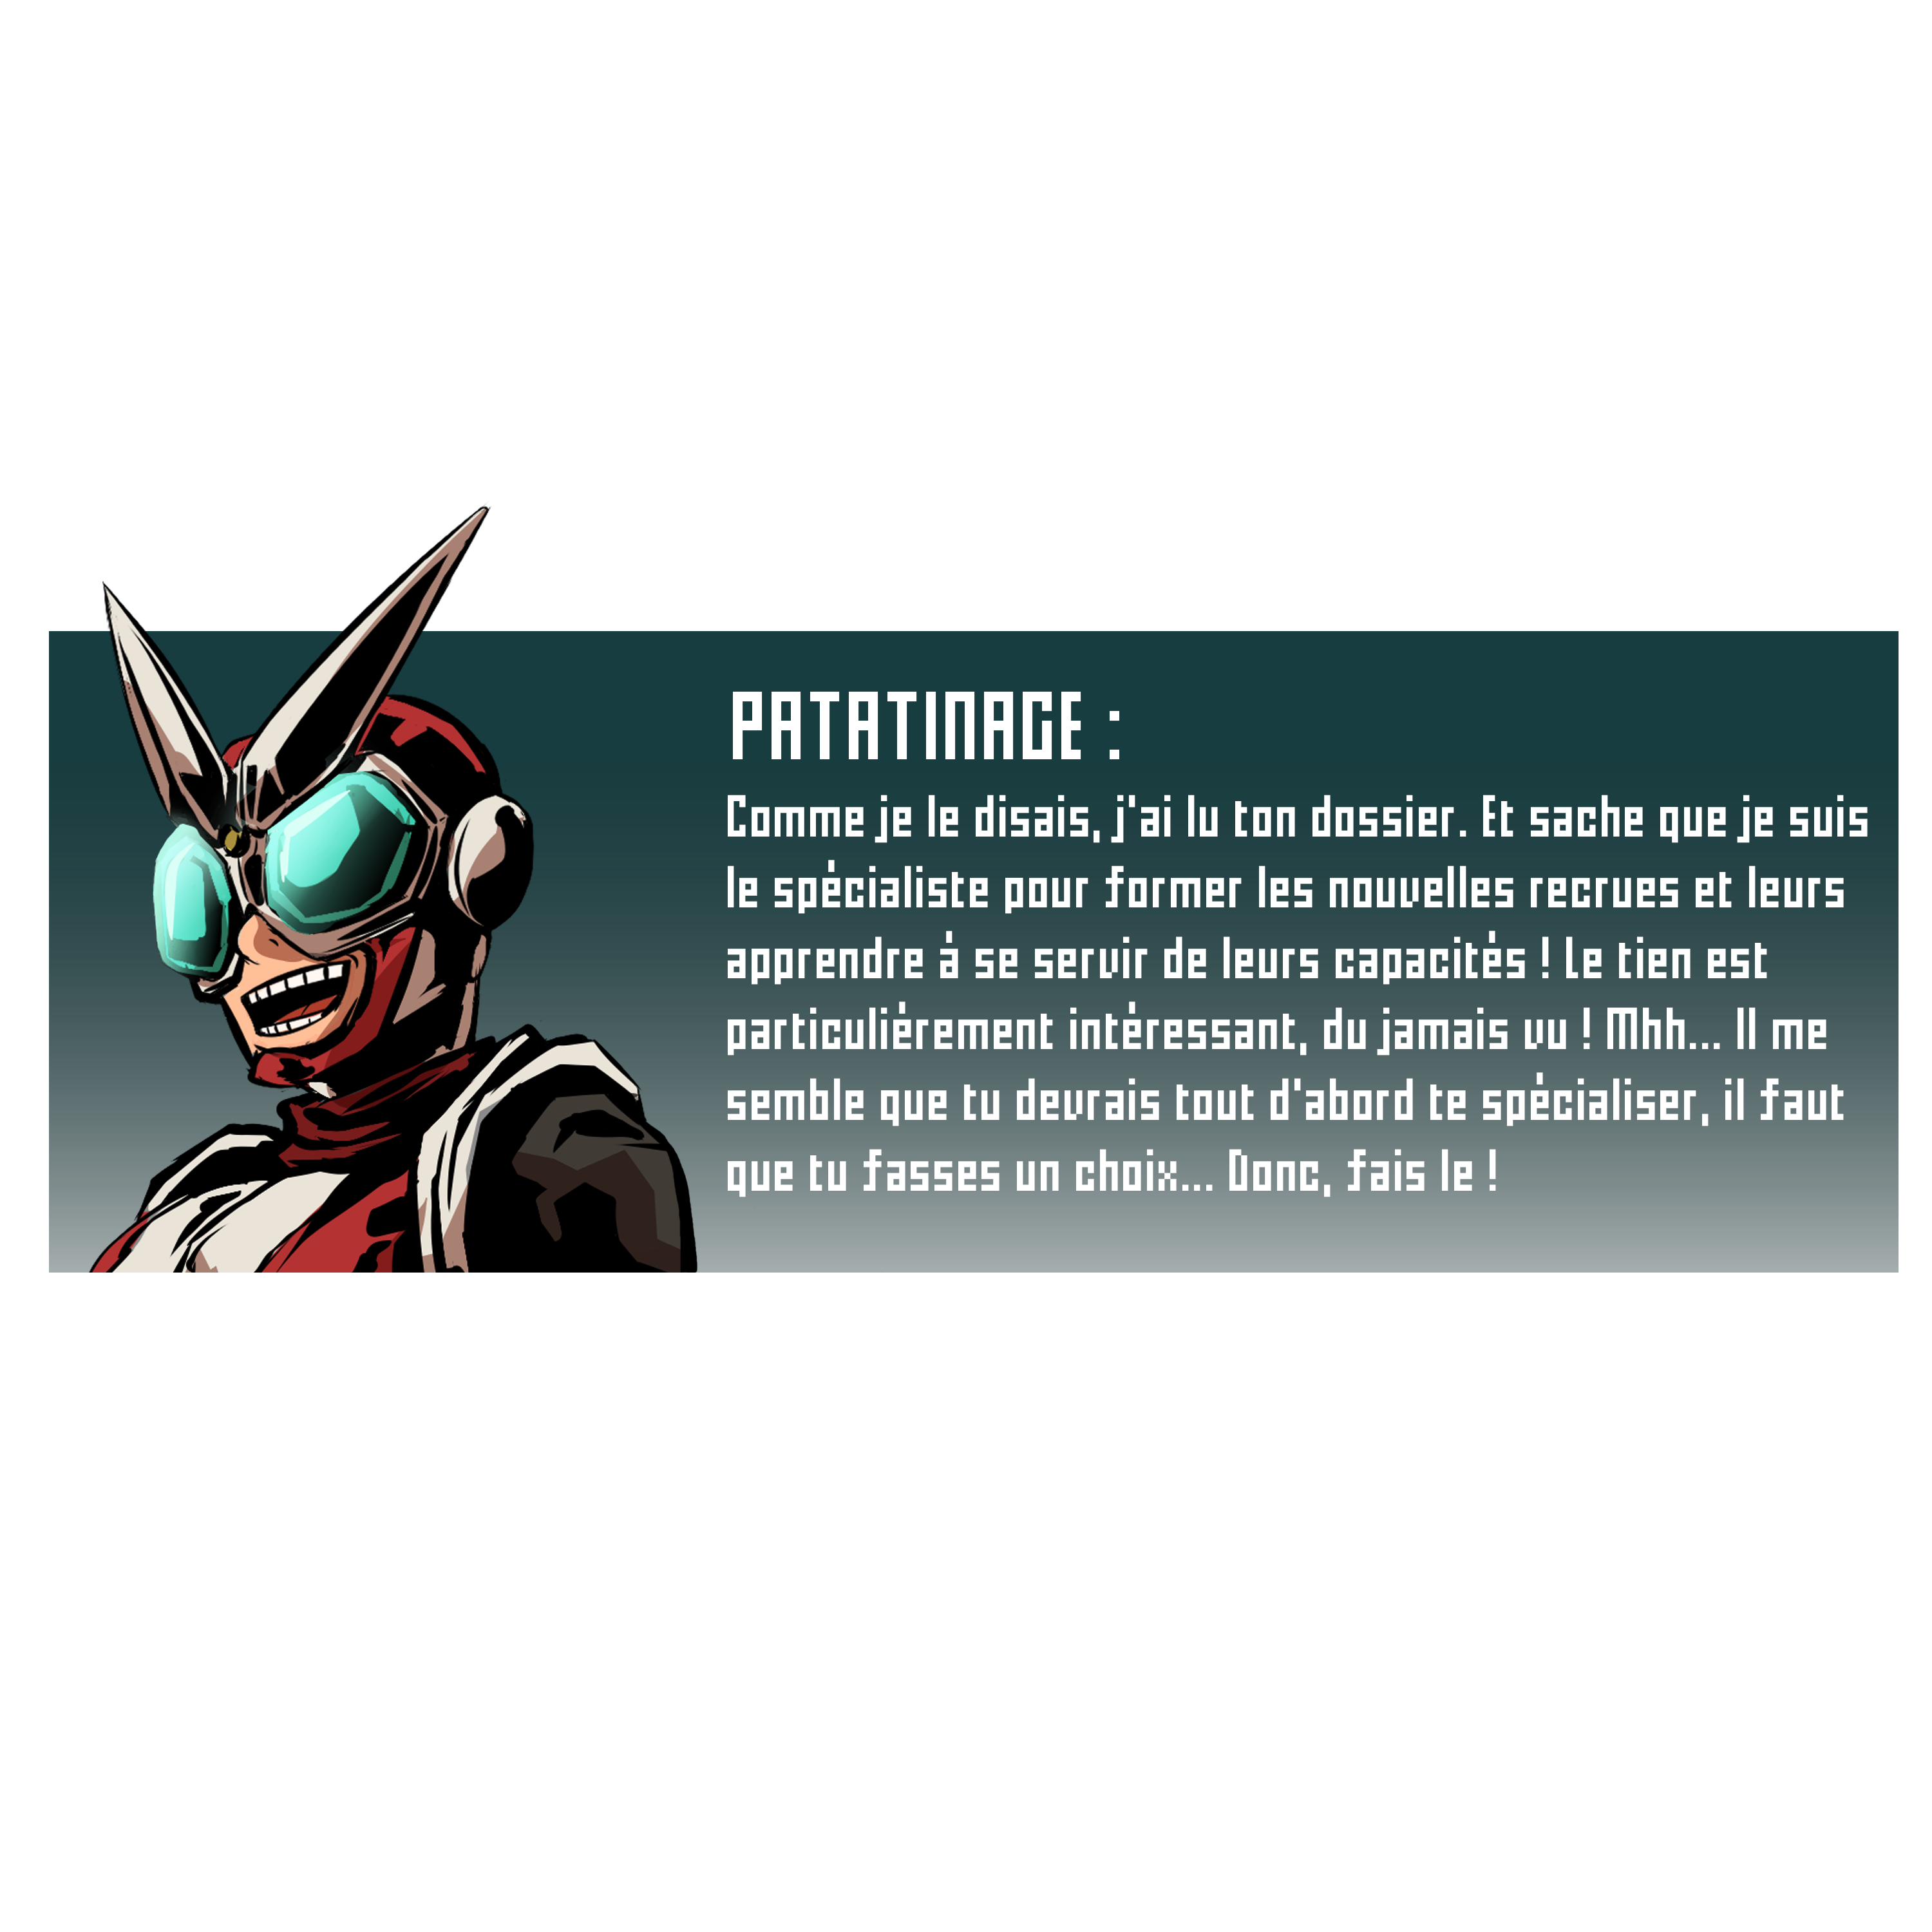 PATATINAGE :
Comme je le disais, j'ai lu ton dossier. Et sache que je suis
le spécialiste pour former les nouvelles recrues et leurs
apprendre à se servir de leurs capacités ! Le tien est
particulièrement intéressant, du jamais vu ! Mhh... Il me
semble que tu devrais tout d'abord te spécialiser, il faut
que tu fasses un choix... Donc, fais le !